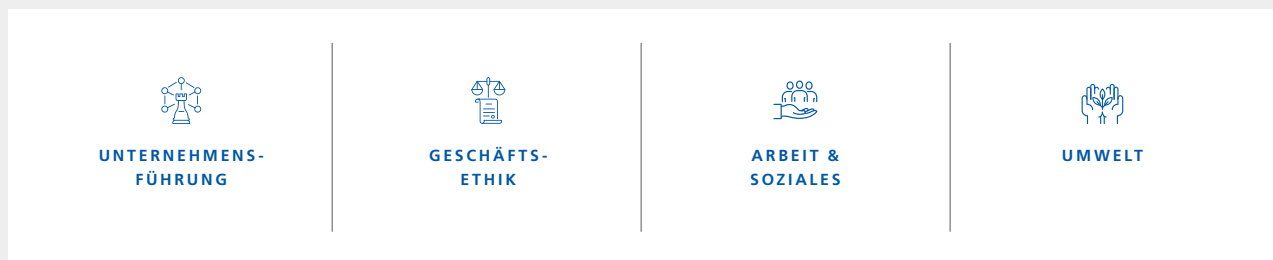 UNTERNEHMENS-
FÜHRUNG
GESCHÄFTS-
ETHIK
ARBEIT &
SOZIALES
UMWELT